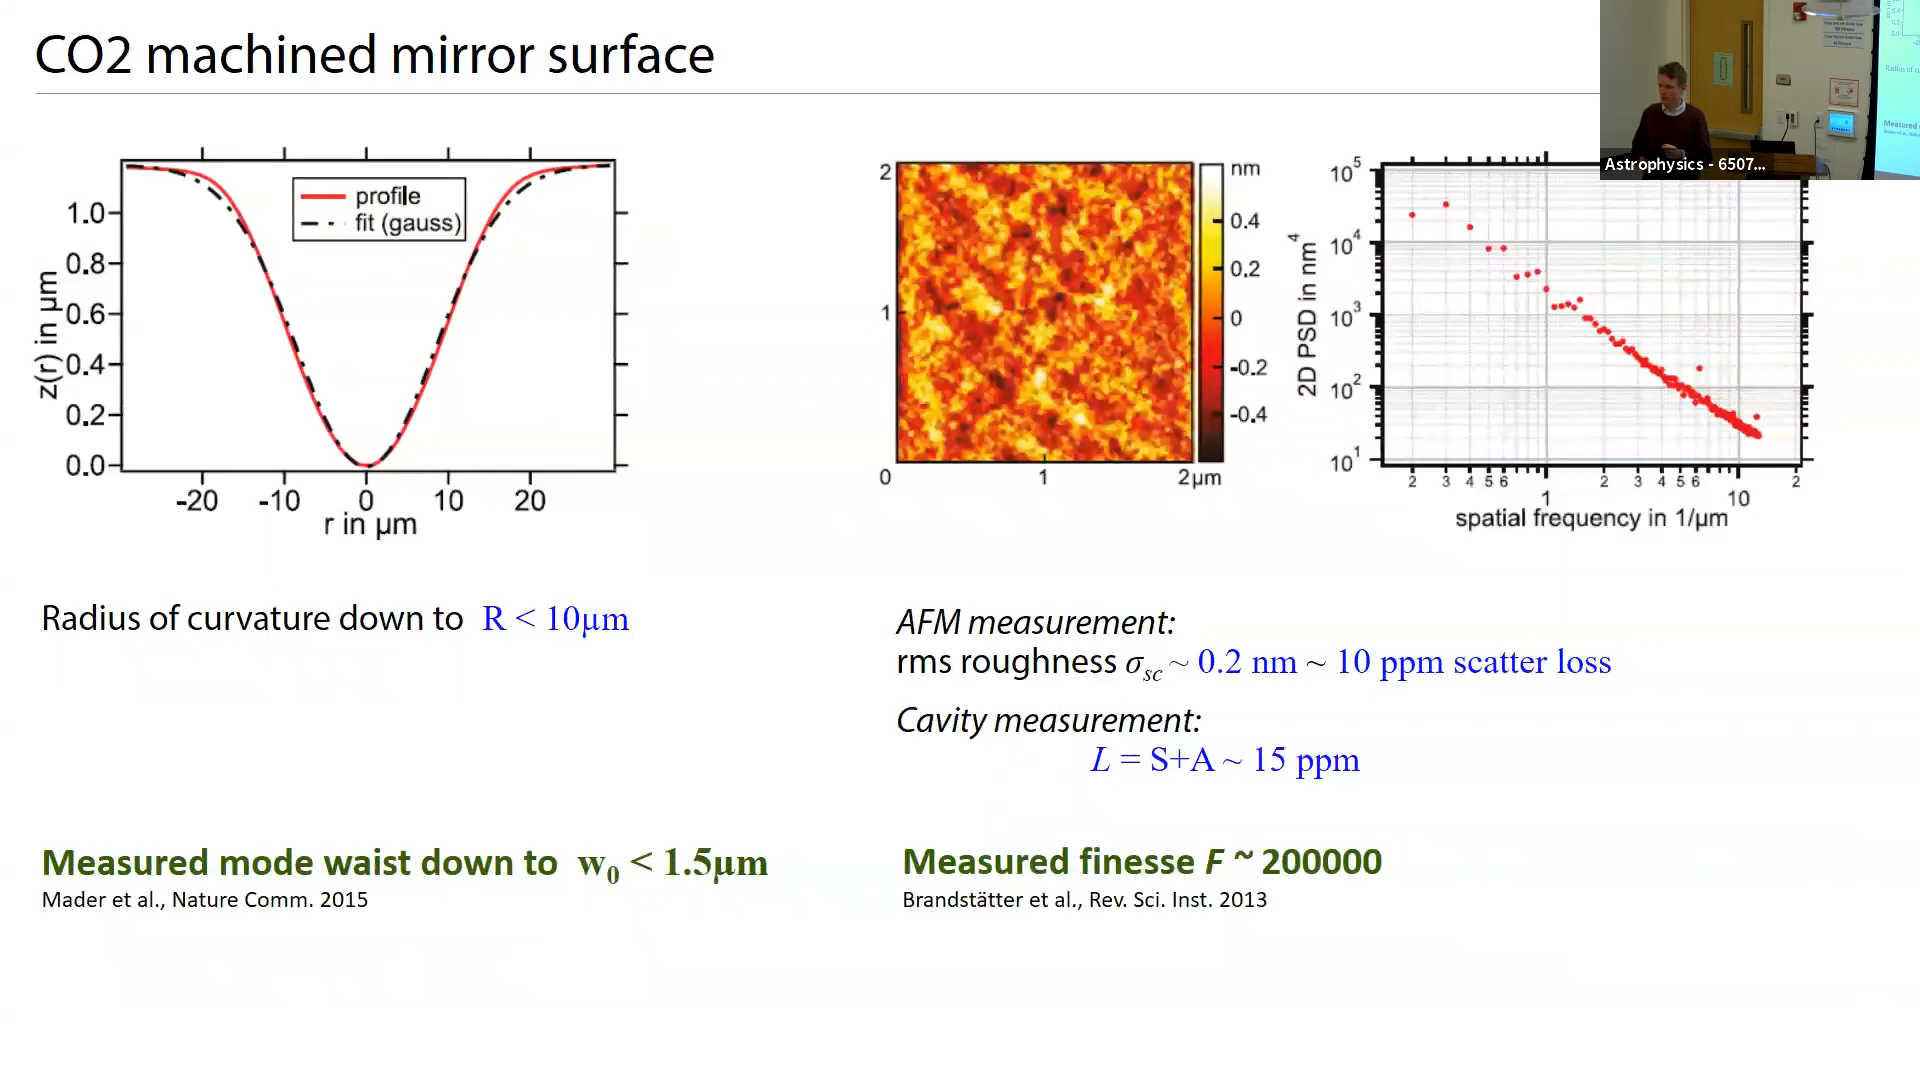 CO2 machined mirror surface
Astrophysics - 6507...
-20 -10 0 10 20
profile
fit (gauss)
1.0
0.8
0.6
0.4
0.2
0.0
z(r) in µm
r in µm
2
1
0
1
2µm
nm
0.4
0.2
0
-0.2
-0.4
10^5
10^4
10^3
10^2
10^1
2D PSD in nm^4
2 3 4 5 6 2 3 4 5 6 2
1 10
spatial frequency in 1/µm
Radius of curvature down to R < 10µm
AFM measurement:
rms roughness σsc ~ 0.2 nm ~ 10 ppm scatter loss
Cavity measurement:
L = S+A ~ 15 ppm
Measured mode waist down to w0 < 1.5µm
Mader et al., Nature Comm. 2015
Measured finesse F ~ 200000
Brandstätter et al., Rev. Sci. Inst. 2013